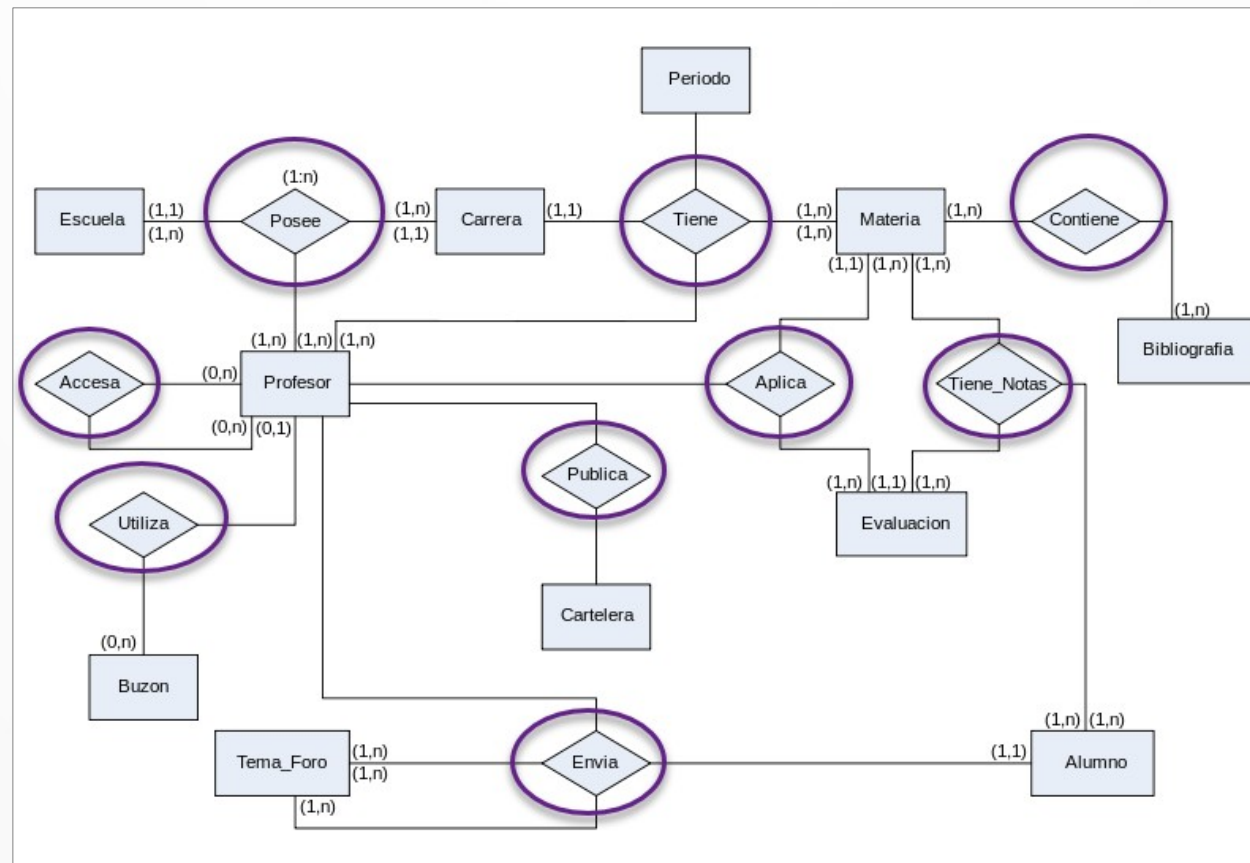 Periodo
(1:n)
Escuela
(1,1)
(1,n)
Posee
(1,n)
(1,1)
Carrera
(1,1)
Tiene
(1,n)
(1,n)
Materia
(1,n)
Contiene
(1,1)
(1,n)
(1,n)
(1,n)
Bibliografia
(1,n)
(1,n)
(1,n)
Accesa
(0,n)
Profesor
Aplica
Tiene_Notas
(0,n)
(0,1)
Publica
(1,n)
(1,1)
(1,n)
Evaluacion
Utiliza
Cartelera
(0,n)
Buzon
(1,n)
(1,n)
Tema_Foro
(1,n)
(1,n)
Envia
(1,1)
Alumno
(1,n)